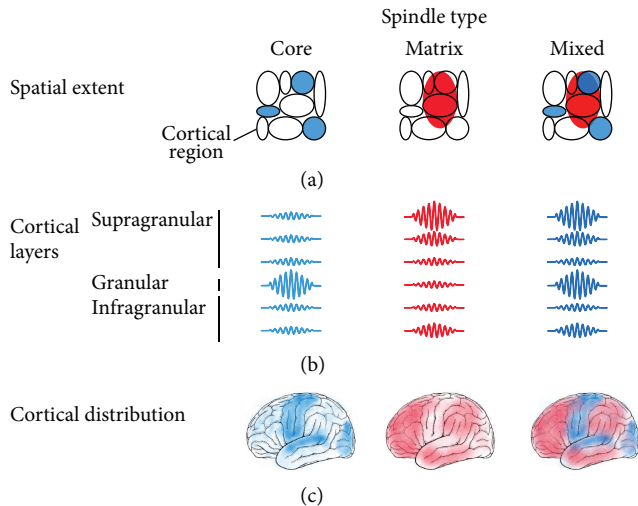 Spindle type
Core Matrix Mixed
Spatial extent
Cortical
region
(a)
Cortical
layers
Supragranular
Granular
Infragranular
(b)
Cortical distribution
(c)